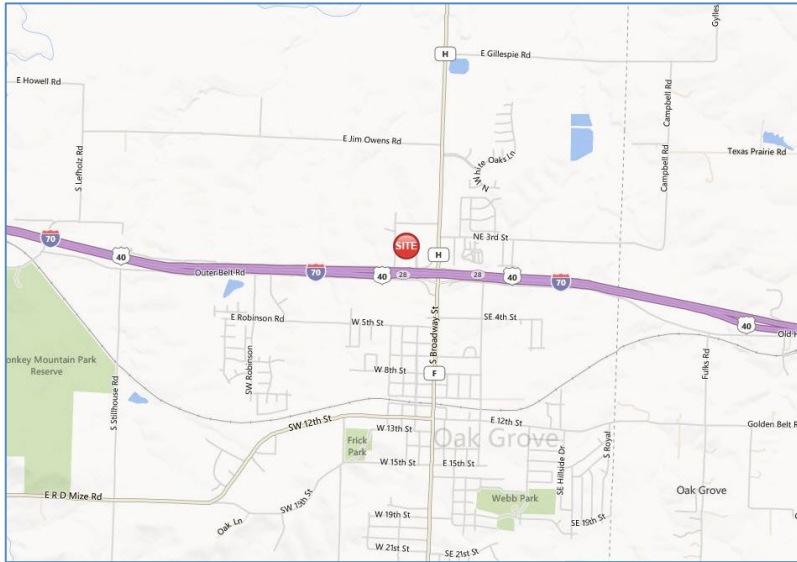 Gylles
E Gillespie Rd
H
E Howell Rd
Campbell Rd
E Jim Owens Rd
S Lefholz Rd
N White Oaks Ln
Texas Prairie Rd
Campbell Rd
NE 3rd St
SITE
H
70
40
Outer Belt Rd
70
40
28
28
40
70
40
Old H
E Robinson Rd
W 5th St
SE 4th St
S Broadway St
onkey Mountain Park
Reserve
SW Robinson
W 8th St
F
Fulks Rd
S Stillhouse Rd
SW 12th St
E 12th St
Golden Belt R
W 13th St
Oak Grove
Frick
Park
S Royal
W 15th St
E 15th St
SE Hillside Dr
E R D Mize Rd
SW 15th St
Webb Park
Oak Grove
Oak Ln
W 19th St
SE 19th St
W 21st St
SE 21st St